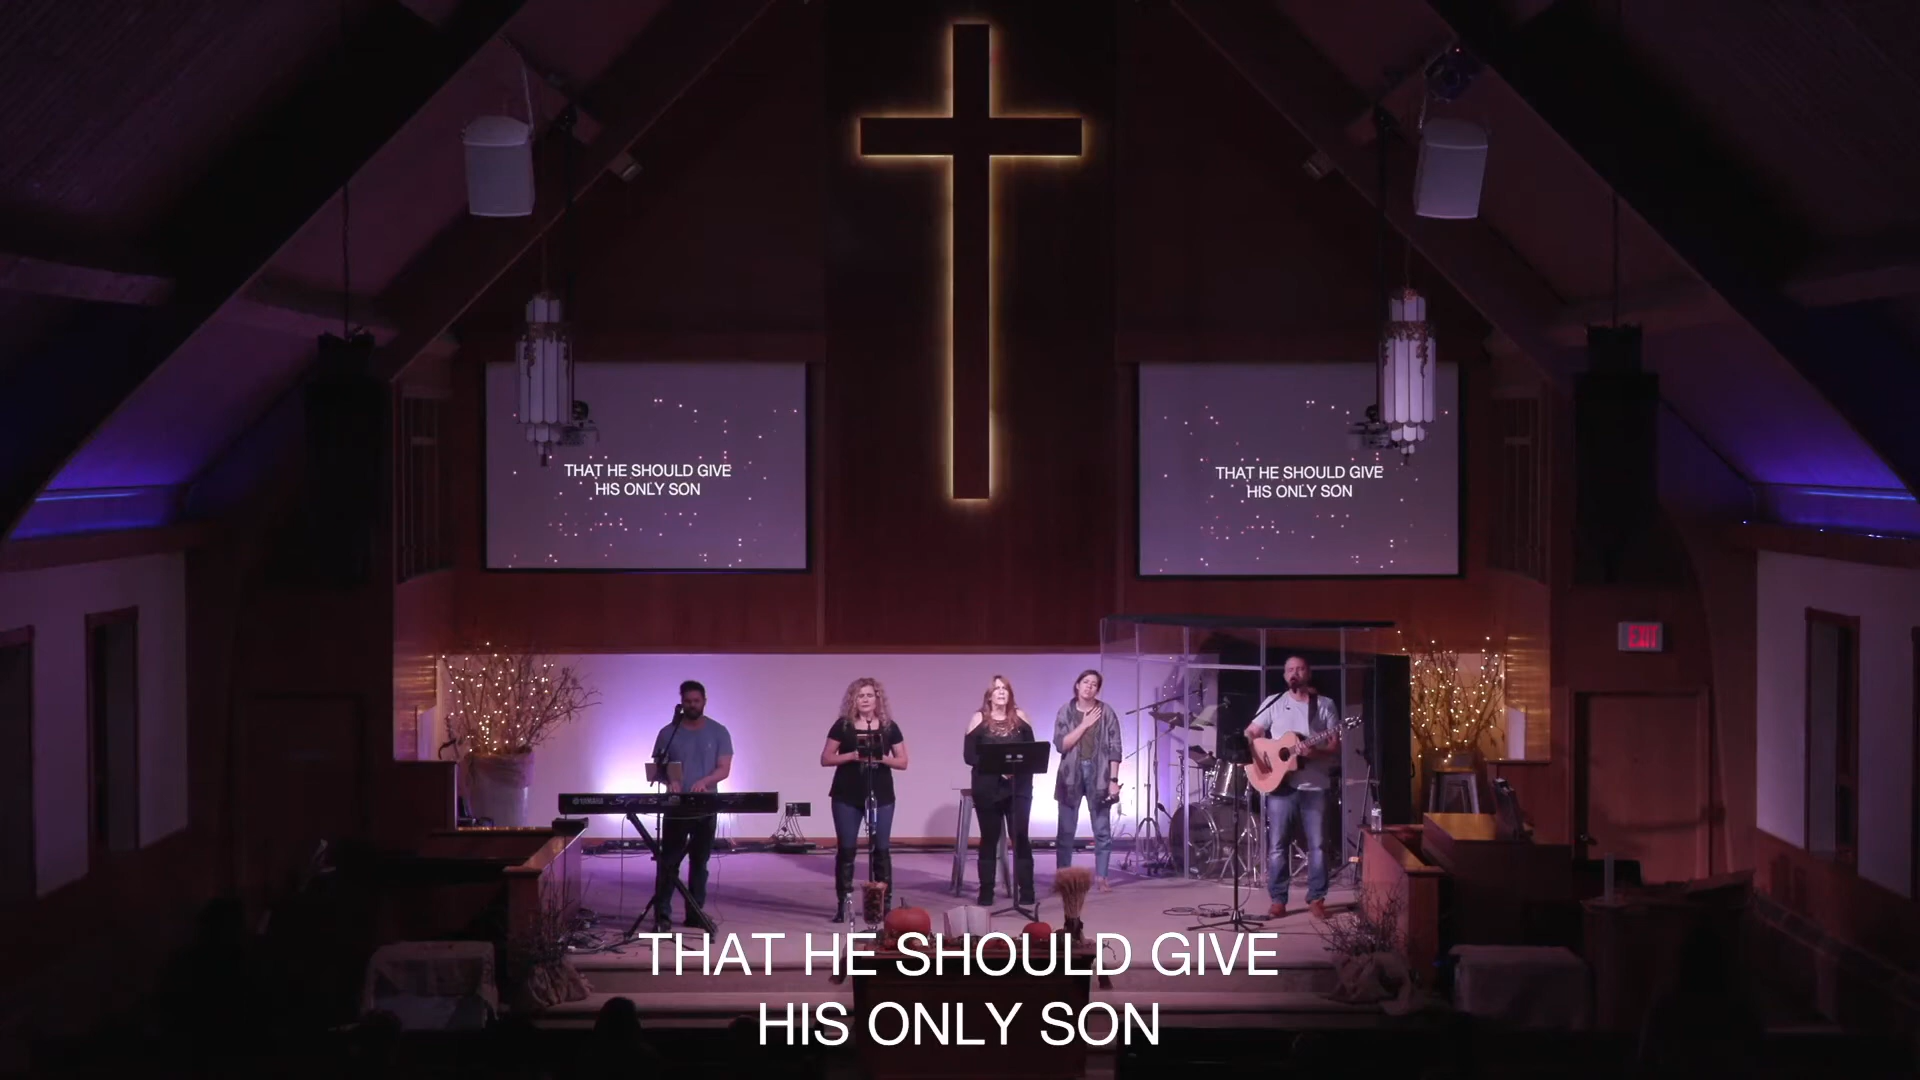 THAT HE SHOULD GIVE
HIS ONLY SON
THAT HE SHOULD GIVE
HIS ONLY SON
EXIT
YAMAHA
THAT HE SHOULD GIVE
HIS ONLY SON